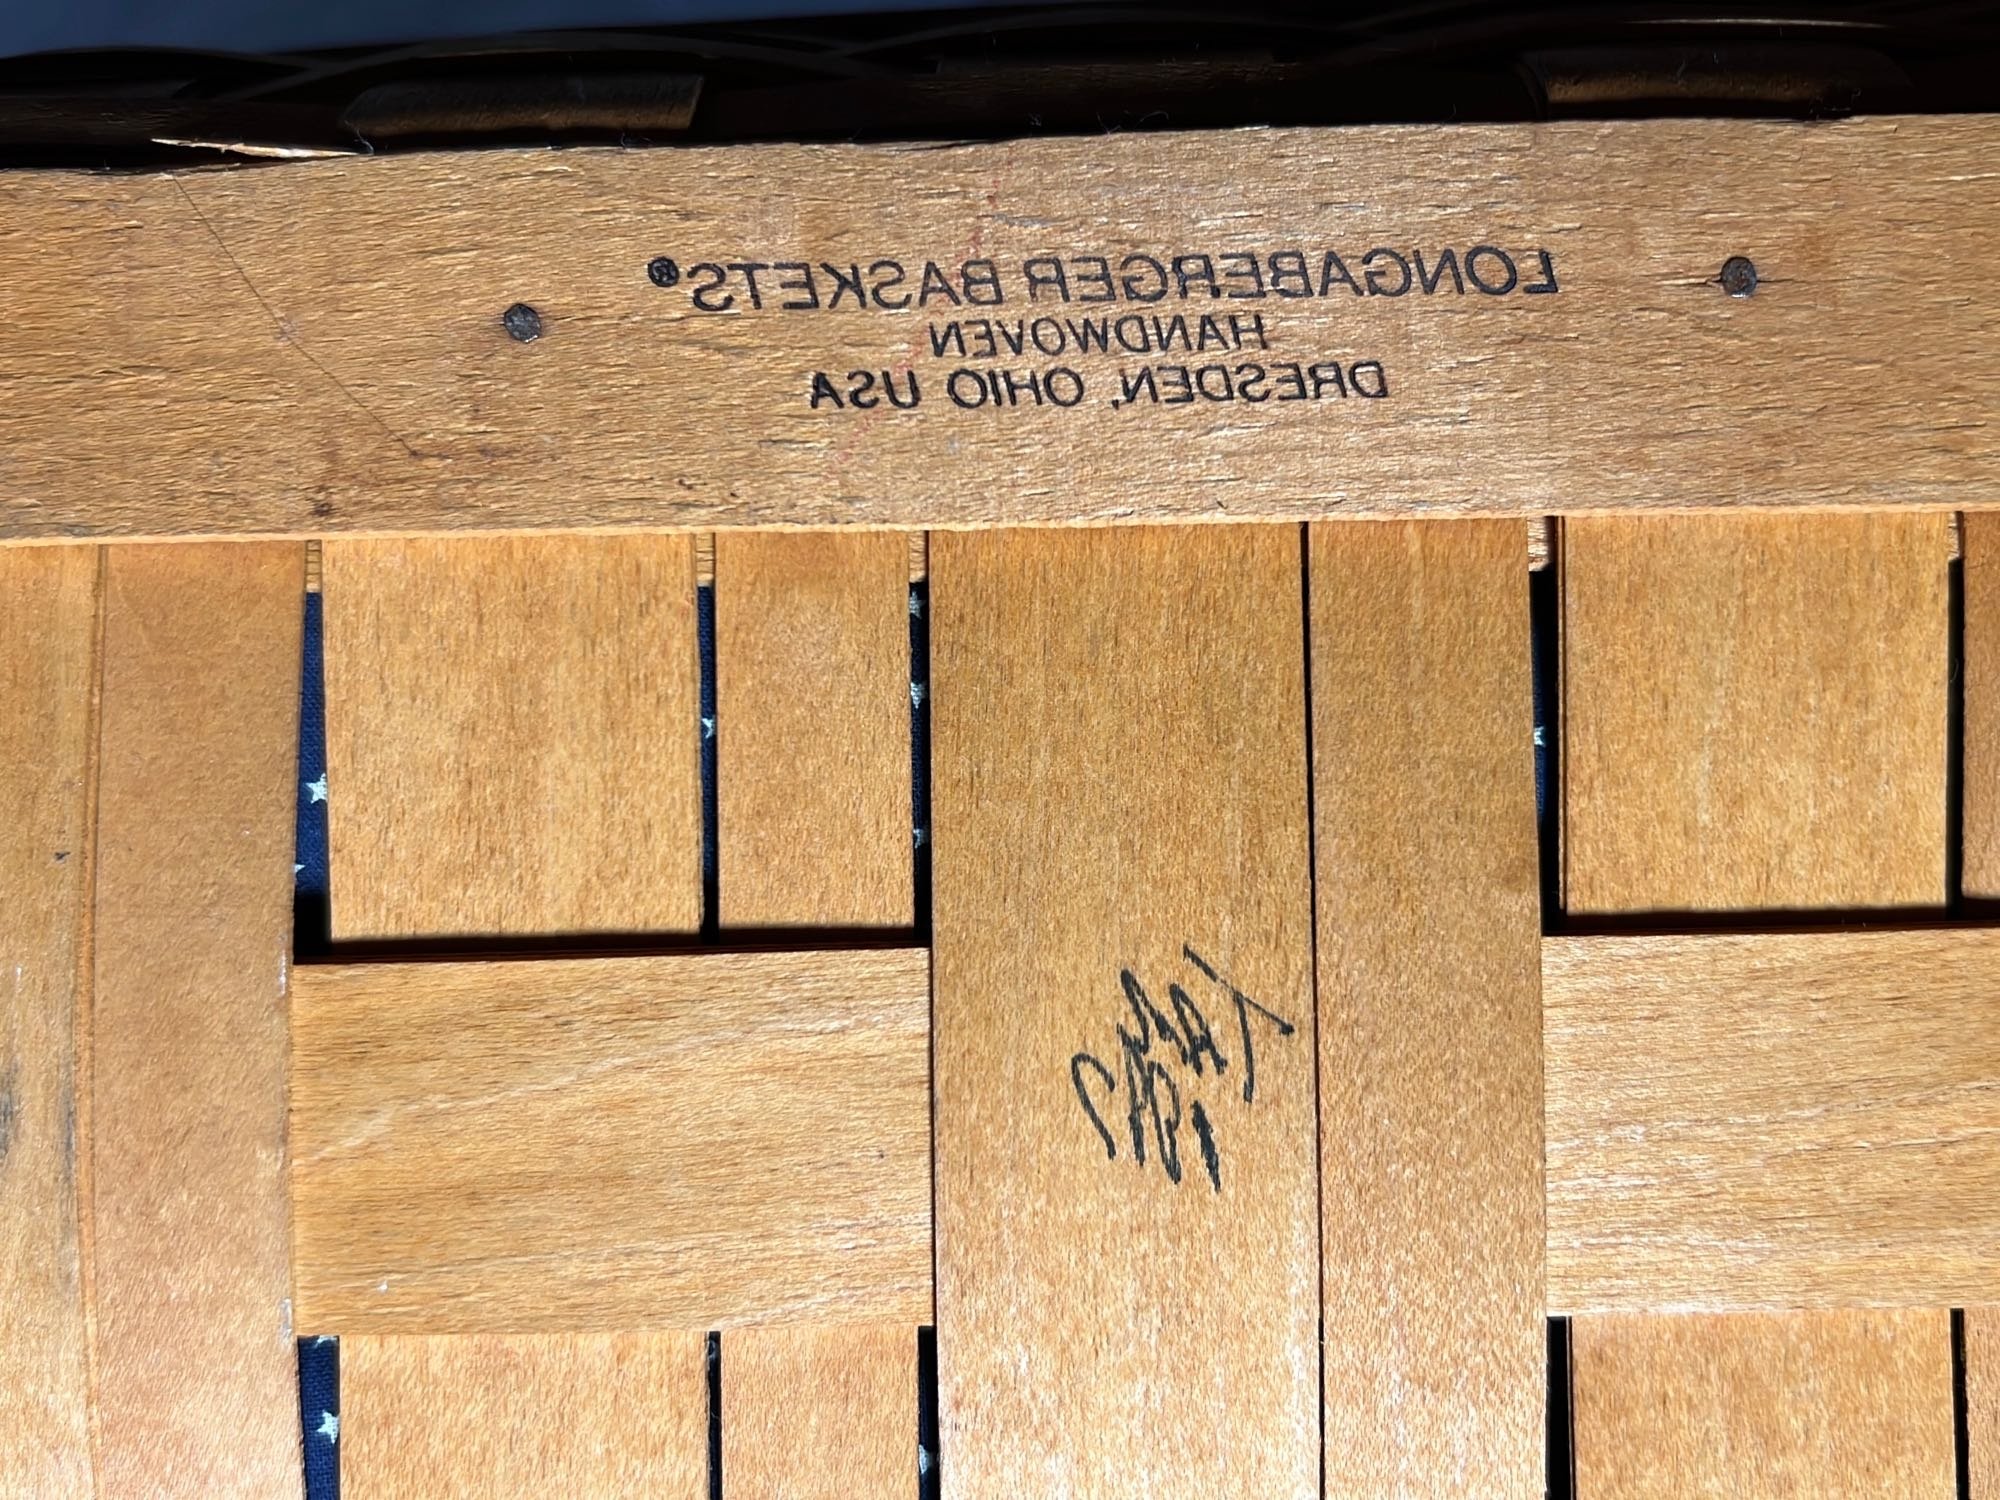 LONGABERGER BASKETS®
HANDWOVEN
DRESDEN, OHIO USA